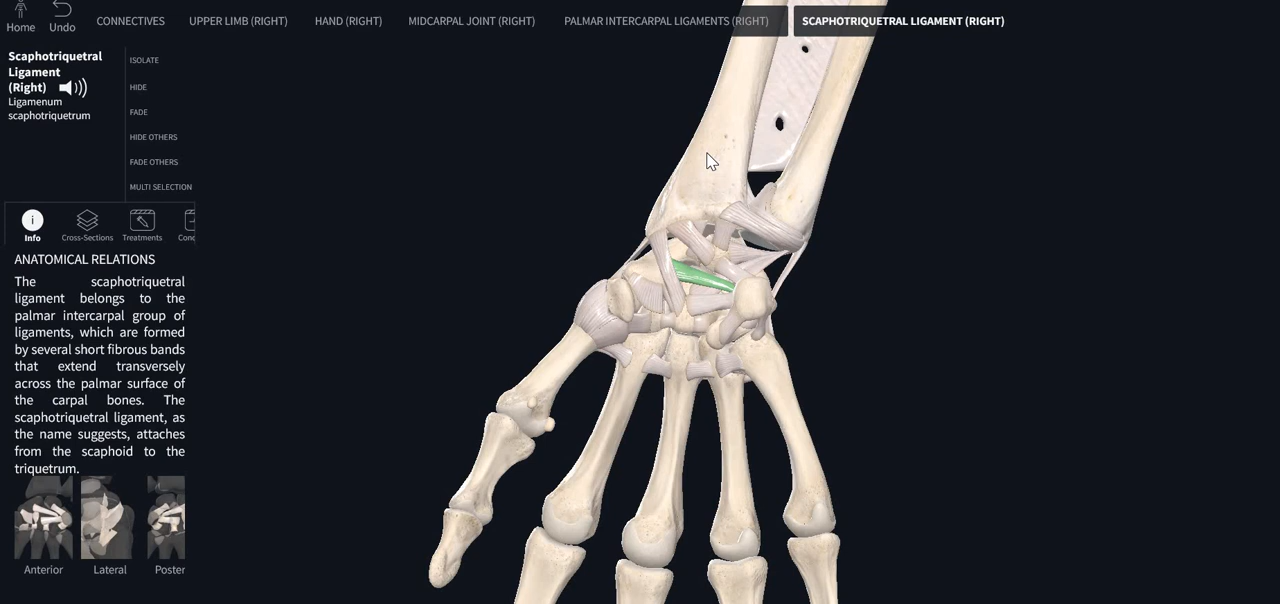 CONNECTIVES
UPPER LIMB (RIGHT)
HAND (RIGHT)
MIDCARPAL JOINT (RIGHT)
PALMAR INTERCARPAL LIGAMENTS (RIGHT)
SCAPHOTRIQUETRAL LIGAMENT (RIGHT)
Home
Undo
Scaphotriquetral
Ligament
(Right)
Ligamenum
scaphotriquetrum
ISOLATE
HIDE
FADE
HIDE OTHERS
FADE OTHERS
MULTI SELECTION
i
Info
Cross-Sections
Treatments
Conc
ANATOMICAL RELATIONS
The scaphotriquetral
ligament belongs to the
palmar intercarpal group of
ligaments, which are formed
by several short fibrous bands
that extend transversely
across the palmar surface of
the carpal bones. The
scaphotriquetral ligament, as
the name suggests, attaches
from the scaphoid to the
triquetrum.
Anterior
Lateral
Poster